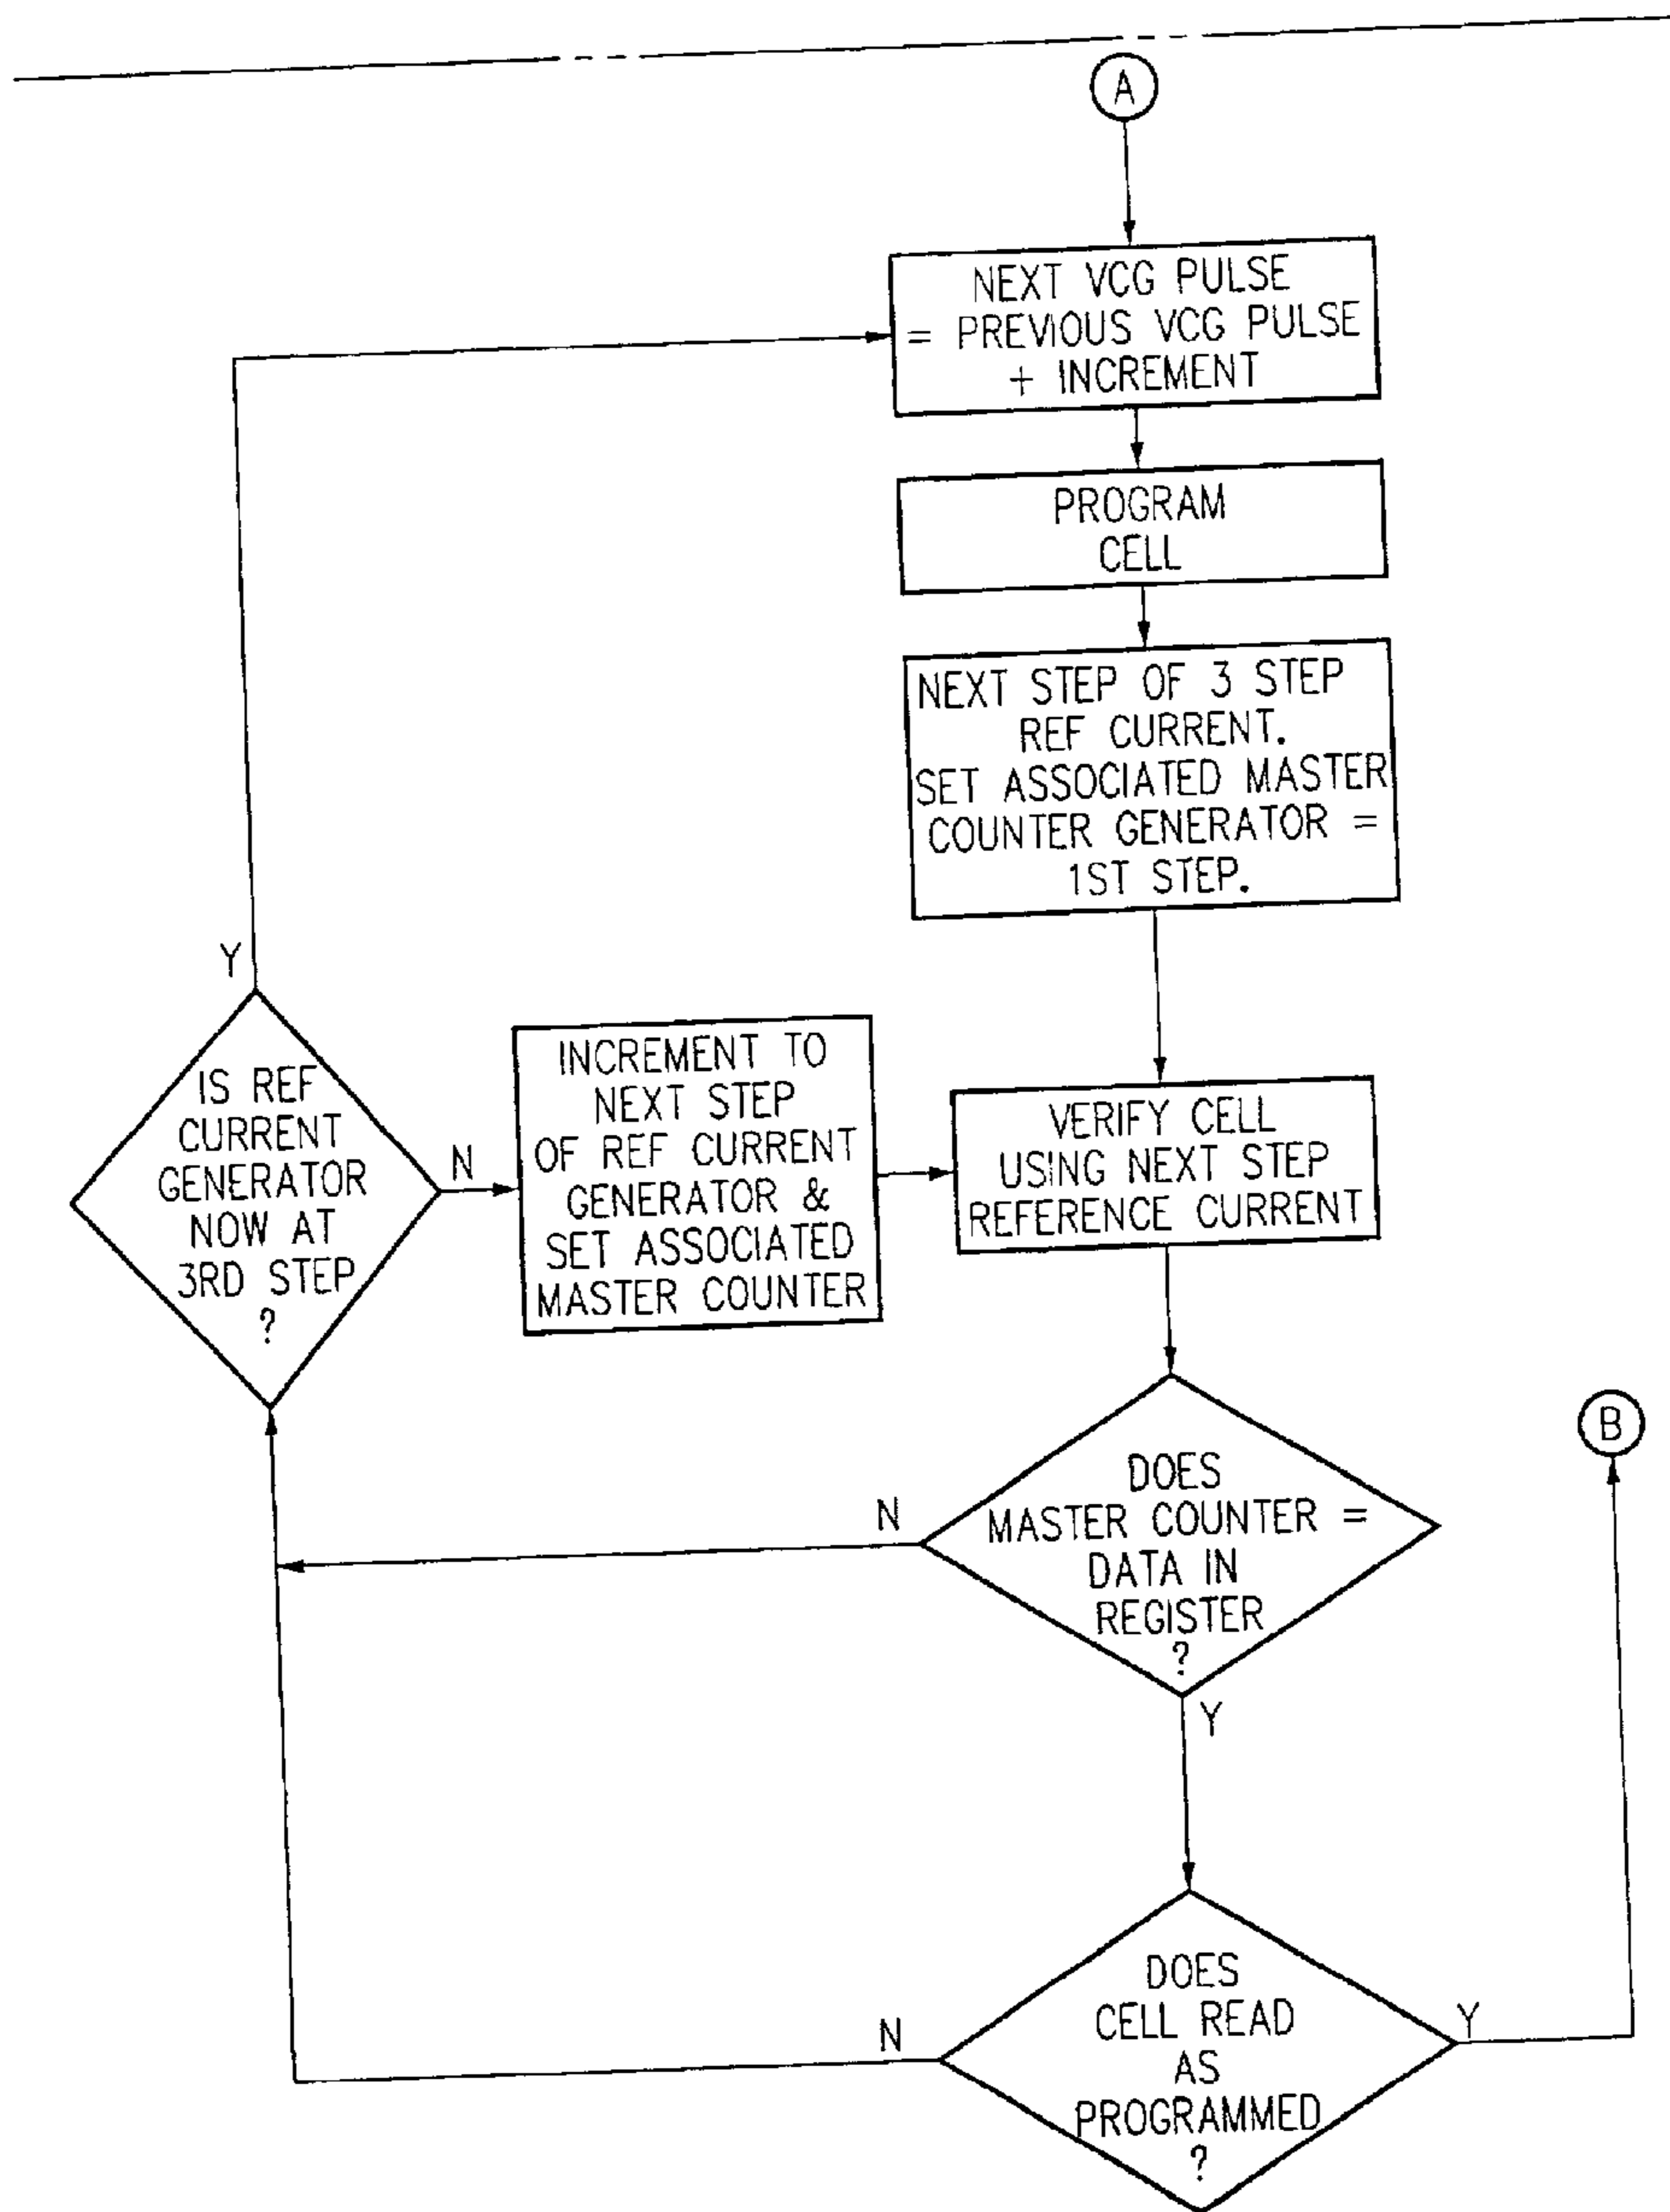 A
NEXT VCG PULSE
= PREVIOUS VCG PULSE
+ INCREMENT
PROGRAM
CELL
NEXT STEP OF 3 STEP
REF CURRENT.
SET ASSOCIATED MASTER
COUNTER GENERATOR =
1ST STEP.
Y
IS REF
CURRENT
GENERATOR
NOW AT
3RD STEP
?
N
INCREMENT TO
NEXT STEP
OF REF CURRENT
GENERATOR &
SET ASSOCIATED
MASTER COUNTER
VERIFY CELL
USING NEXT STEP
REFERENCE CURRENT
B
N
DOES
MASTER COUNTER =
DATA IN
REGISTER
?
Y
N
DOES
CELL READ
AS
PROGRAMMED
?
Y